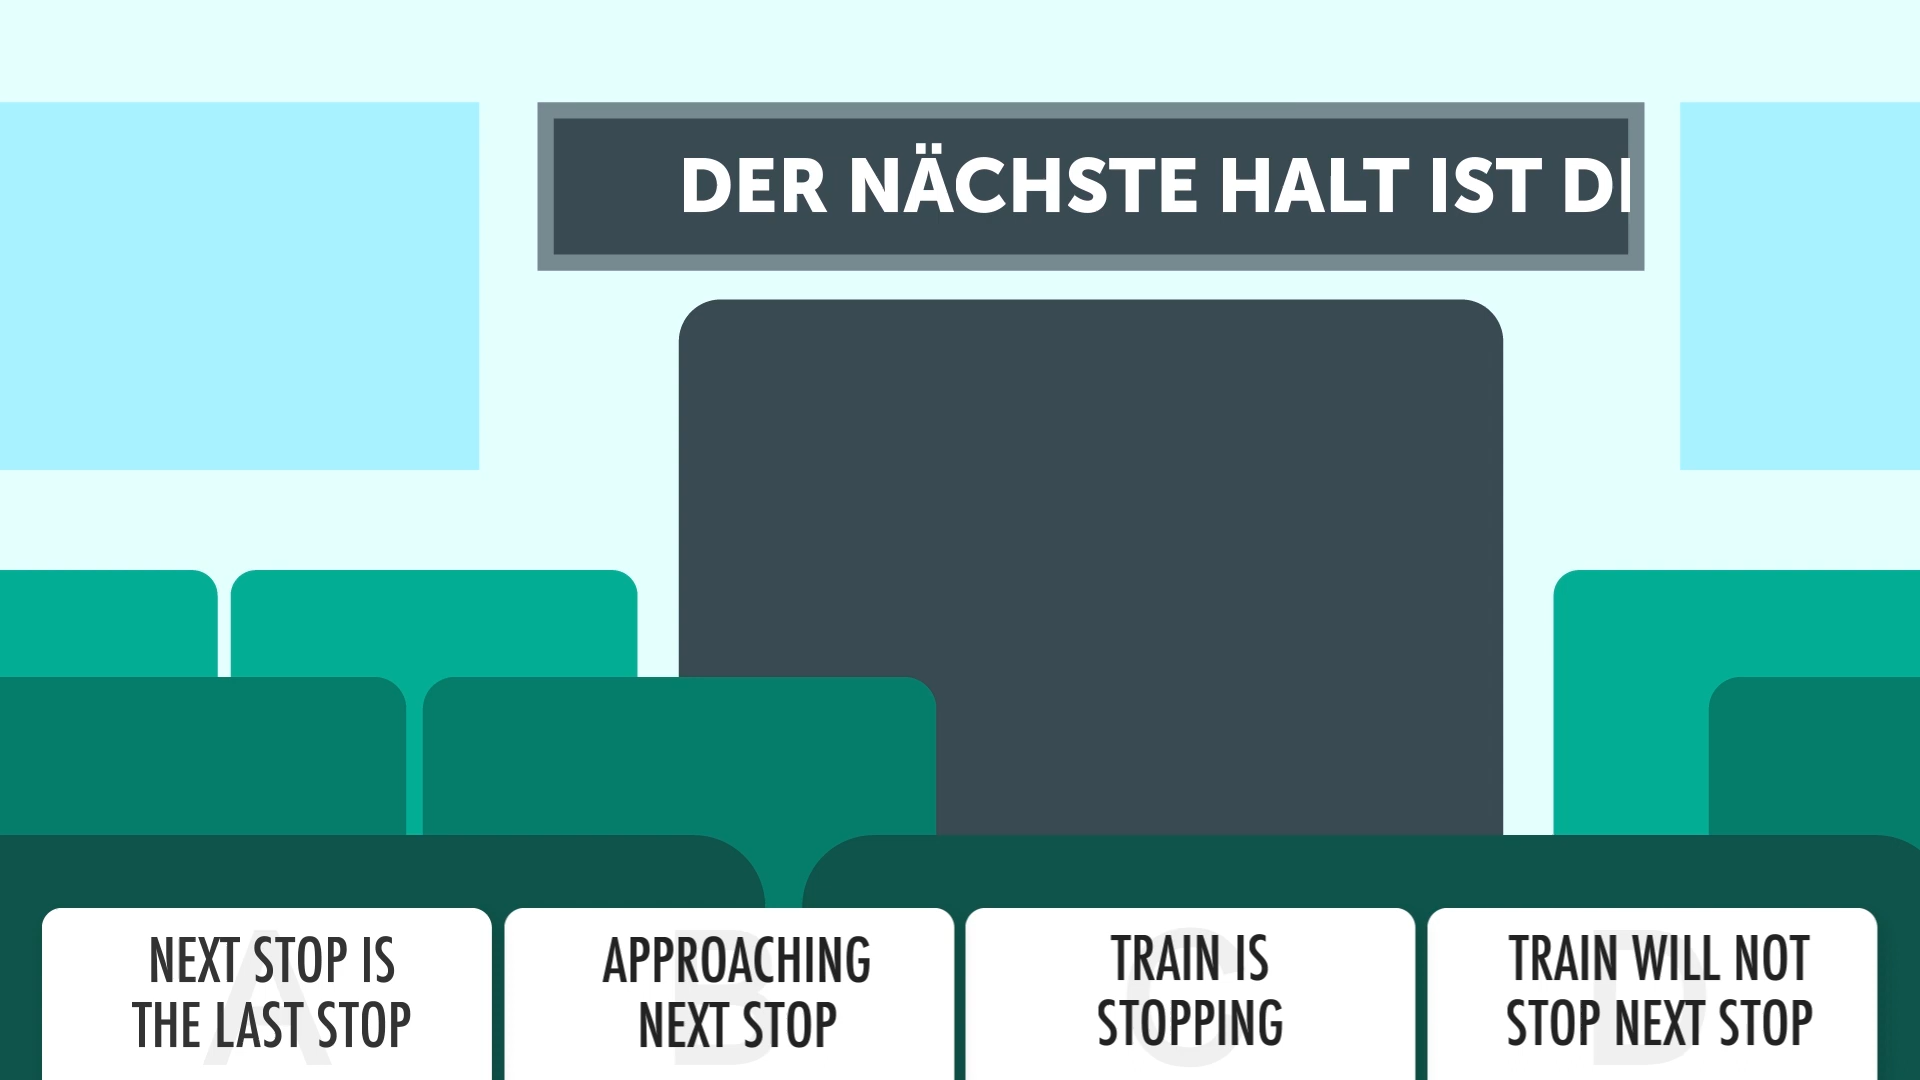 DER NÄCHSTE HALT IST
NEXT STOP IS
THE LAST STOP
A
APPROACHING
NEXT STOP
B
TRAIN IS
STOPPING
C
TRAIN WILL NOT
STOP NEXT STOP
D